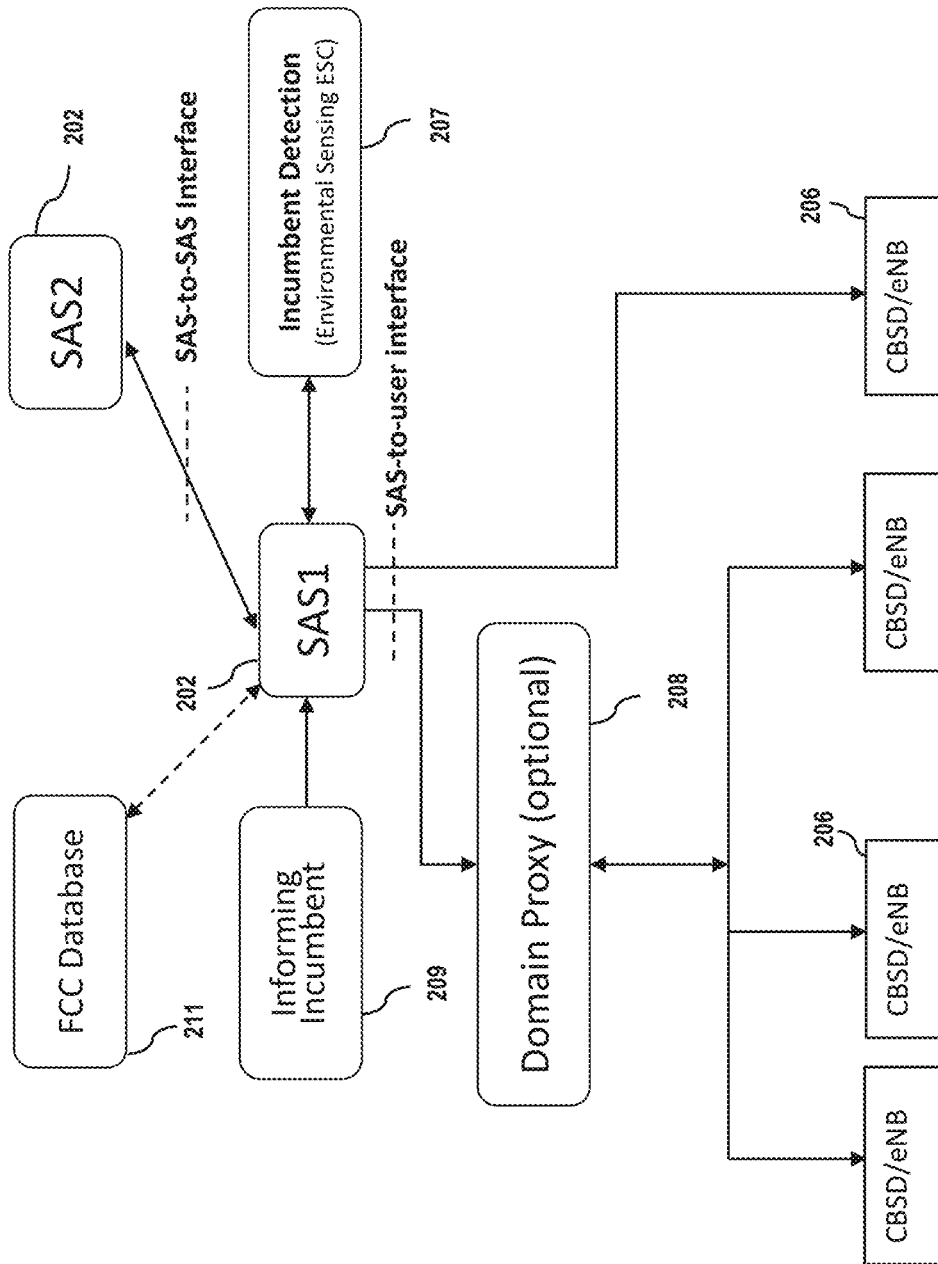 FCC Database
211
SAS2
202
SAS-to-SAS Interface
202
SAS1
Informing
Incumbent
209
Incumbent Detection
(Environmental Sensing ESC)
207
SAS-to-user interface
Domain Proxy (optional)
208
206
206
CBSD/eNB
CBSD/eNB
CBSD/eNB
CBSD/eNB